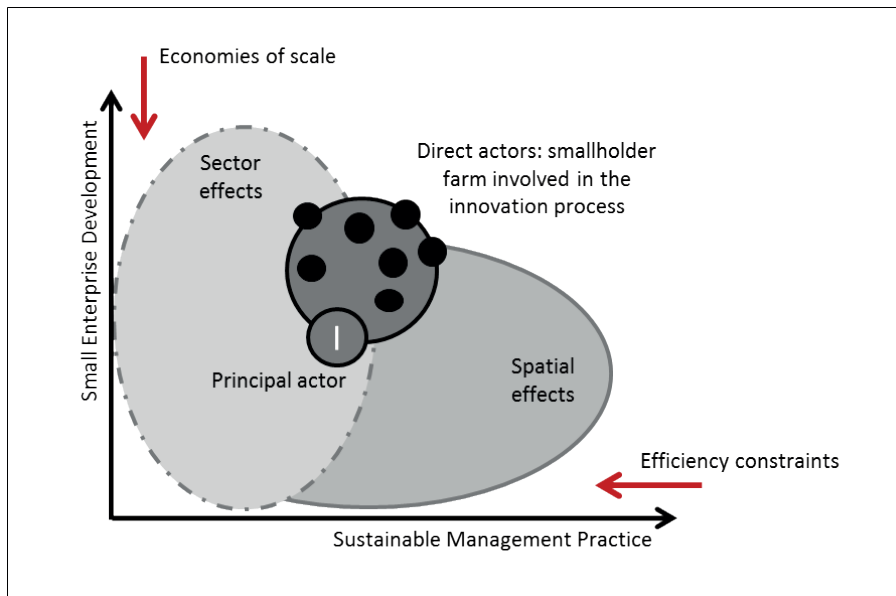 Economies of scale
Small Enterprise Development
Sector
effects
Direct actors: smallholder
farm involved in the
innovation process
I
Principal actor
Spatial
effects
Efficiency constraints
Sustainable Management Practice